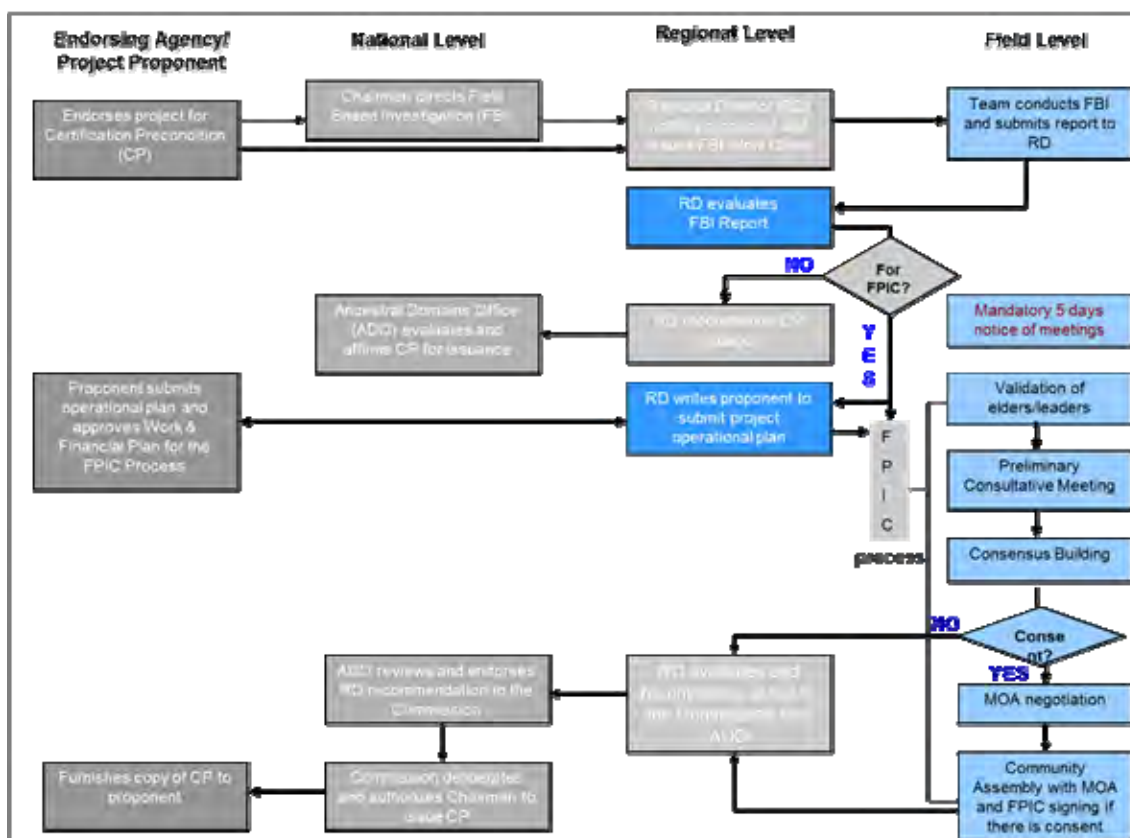 Endorsing Agency/
Project Proponent
National Level
Regional Level
Field Level
Endorses project for
Certification Precondition
(CP)
Chairman directs Field
Based Investigation (FBI
Team conducts FBI
and submits report to
RD
RD evaluates
FBI Report
NO
For
FPIC?
Ancestral Domains Office
(ADO) evaluates and
affirms CP for issuance
Y
E
S
Mandatory 5 days
notice of meetings
Proponent submits
operational plan and
approves Work &
Financial Plan for the
FPIC Process
RD writes proponent to
submit project
operational plan
F
P
I
C
process
Validation of
elders/leaders
Preliminary
Consultative Meeting
Consensus Building
NO
Conse
nt?
YES
ADO reviews and endorses
RD recommendation to the
Commission
MOA negotiation
Furnishes copy of CP to
proponent
Commission deliberates
and authorizes Chairman to
issue CP
Community
Assembly with MOA
and FPIC signing if
there is consent